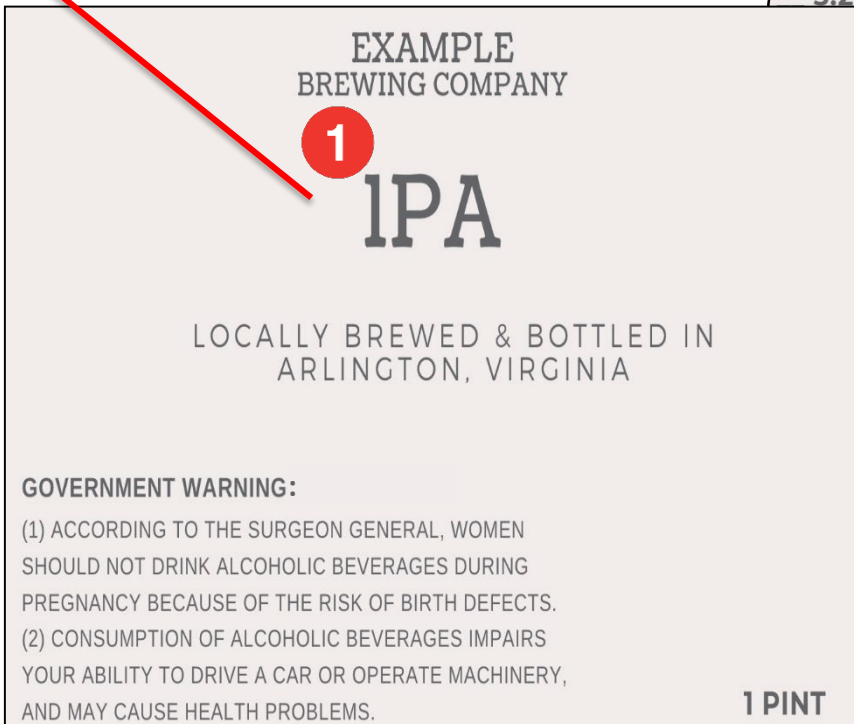 EXAMPLE
BREWING COMPANY
1
IPA
LOCALLY BREWED & BOTTLED IN
ARLINGTON, VIRGINIA
GOVERNMENT WARNING:
(1) ACCORDING TO THE SURGEON GENERAL, WOMEN
SHOULD NOT DRINK ALCOHOLIC BEVERAGES DURING
PREGNANCY BECAUSE OF THE RISK OF BIRTH DEFECTS.
(2) CONSUMPTION OF ALCOHOLIC BEVERAGES IMPAIRS
YOUR ABILITY TO DRIVE A CAR OR OPERATE MACHINERY,
AND MAY CAUSE HEALTH PROBLEMS.
1 PINT